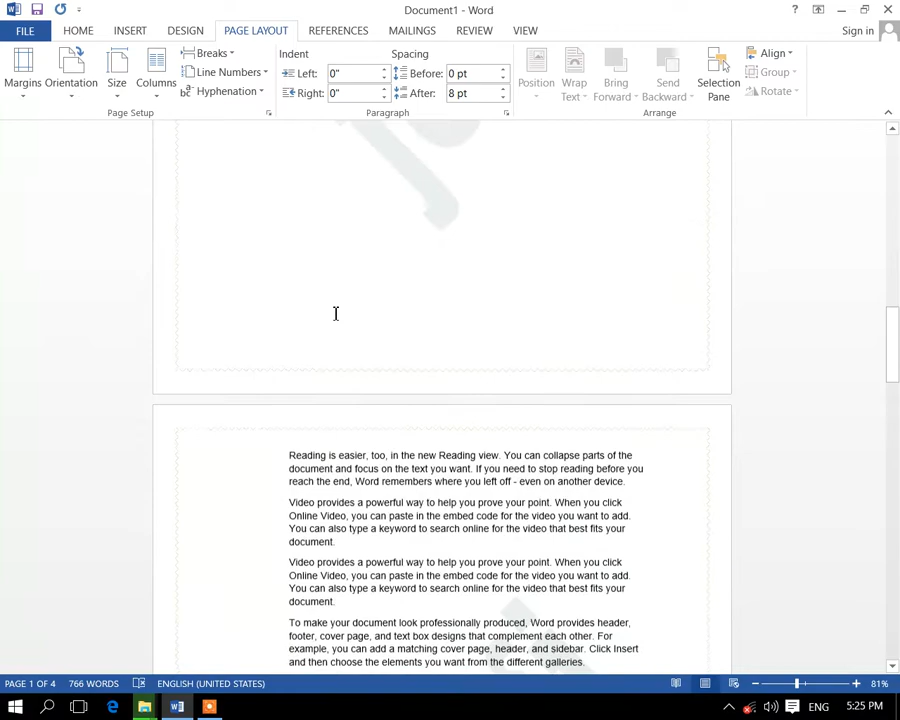 Document1 - Word
? 
FILE HOME INSERT DESIGN PAGE LAYOUT REFERENCES MAILINGS REVIEW VIEW Sign in
Margins Orientation Size Columns
Breaks
Line Numbers
Hyphenation
Page Setup
Indent Spacing
Left: 0" Before: 0 pt
Right: 0" After: 8 pt
Paragraph
Position Wrap Text Bring Forward Send Backward Selection Pane
Align
Group
Rotate
Arrange
Reading is easier, too, in the new Reading view. You can collapse parts of the
document and focus on the text you want. If you need to stop reading before you
reach the end, Word remembers where you left off - even on another device.
Video provides a powerful way to help you prove your point. When you click
Online Video, you can paste in the embed code for the video you want to add.
You can also type a keyword to search online for the video that best fits your
document.
Video provides a powerful way to help you prove your point. When you click
Online Video, you can paste in the embed code for the video you want to add.
You can also type a keyword to search online for the video that best fits your
document.
To make your document look professionally produced, Word provides header,
footer, cover page, and text box designs that complement each other. For
example, you can add a matching cover page, header, and sidebar. Click Insert
and then choose the elements you want from the different galleries.
PAGE 1 OF 4 766 WORDS ENGLISH (UNITED STATES) 81%
ENG 5:25 PM